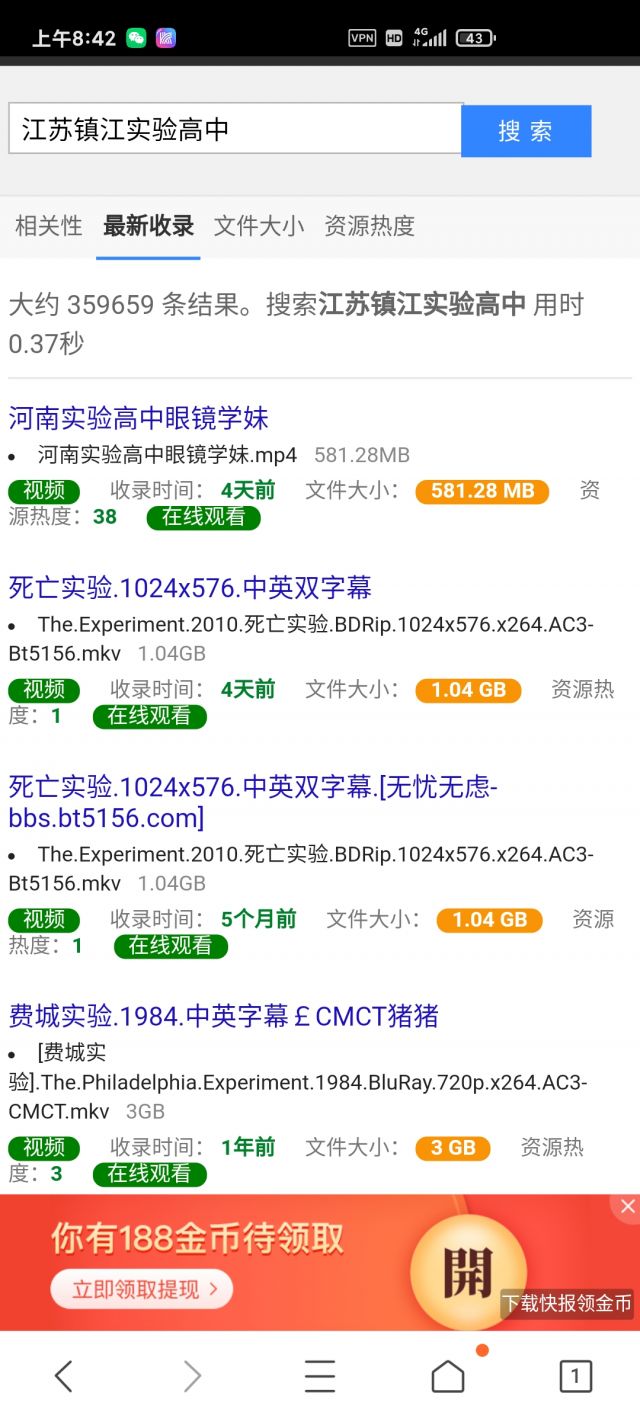 上午8:42
VPN HD 4G 43
江苏镇江实验高中
搜 索
相关性 最新收录 文件大小 资源热度
大约 359659 条结果。搜索江苏镇江实验高中 用时
0.37秒
河南实验高中眼镜学妹
• 河南实验高中眼镜学妹.mp4 581.28MB
视频 收录时间： 4天前 文件大小： 581.28 MB 资
源热度：38 在线观看
死亡实验.1024x576.中英双字幕
• The.Experiment.2010.死亡实验.BDRip.1024x576.x264.AC3-
Bt5156.mkv 1.04GB
视频 收录时间： 4天前 文件大小： 1.04 GB 资源热
度：1 在线观看
死亡实验.1024x576.中英双字幕.[无忧无虑-
bbs.bt5156.com]
• The.Experiment.2010.死亡实验.BDRip.1024x576.x264.AC3-
Bt5156.mkv 1.04GB
视频 收录时间： 5个月前 文件大小： 1.04 GB 资源
热度：1 在线观看
费城实验.1984.中英字幕￡CMCT猪猪
• [费城实
验].The.Philadelphia.Experiment.1984.BluRay.720p.x264.AC3-
CMCT.mkv 3GB
视频 收录时间： 1年前 文件大小： 3 GB 资源热
度：3 在线观看
你有188金币待领取
立即领取提现 >
開
下载快报领金币
1